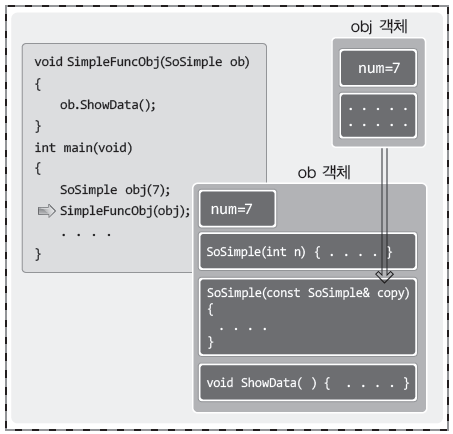 obj 객체
num=7
. . . . .
. . . . .
void SimpleFuncObj(SoSimple ob)
{
ob.ShowData();
}
int main(void)
{
SoSimple obj(7);
SimpleFuncObj(obj);
. . . .
}
ob 객체
num=7
SoSimple(int n) { . . . . }
SoSimple(const SoSimple& copy)
{
. . . .
}
void ShowData( ) { . . . . }